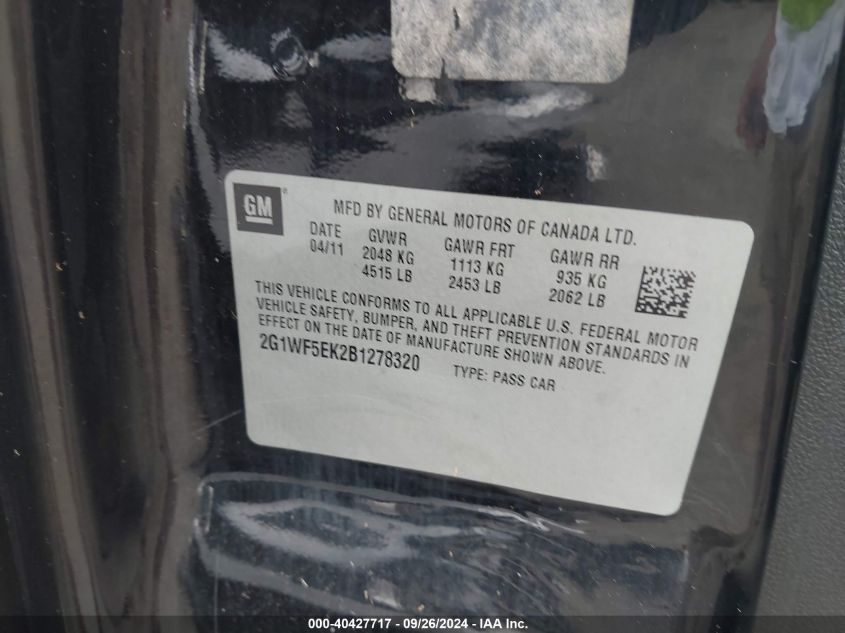 GM®
MFD BY GENERAL MOTORS OF CANADA LTD.
DATE GVWR GAWR FRT GAWR RR
04/11 2048 KG 1113 KG 935 KG
4515 LB 2453 LB 2062 LB
THIS VEHICLE CONFORMS TO ALL APPLICABLE U.S. FEDERAL MOTOR
VEHICLE SAFETY, BUMPER, AND THEFT PREVENTION STANDARDS IN
EFFECT ON THE DATE OF MANUFACTURE SHOWN ABOVE.
2G1WF5EK2B1278320 TYPE: PASS CAR
000-40427717 - 09/26/2024 - IAAI.com